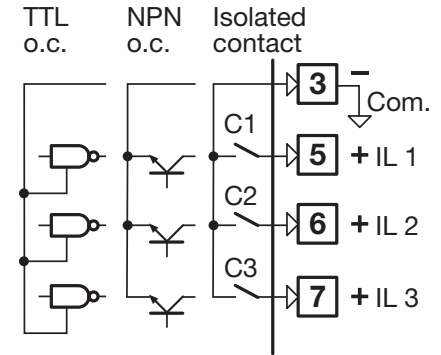 TTL NPN Isolated
o.c. o.c. contact
3 − Com.
C1 5 + IL 1
C2 6 + IL 2
C3 7 + IL 3